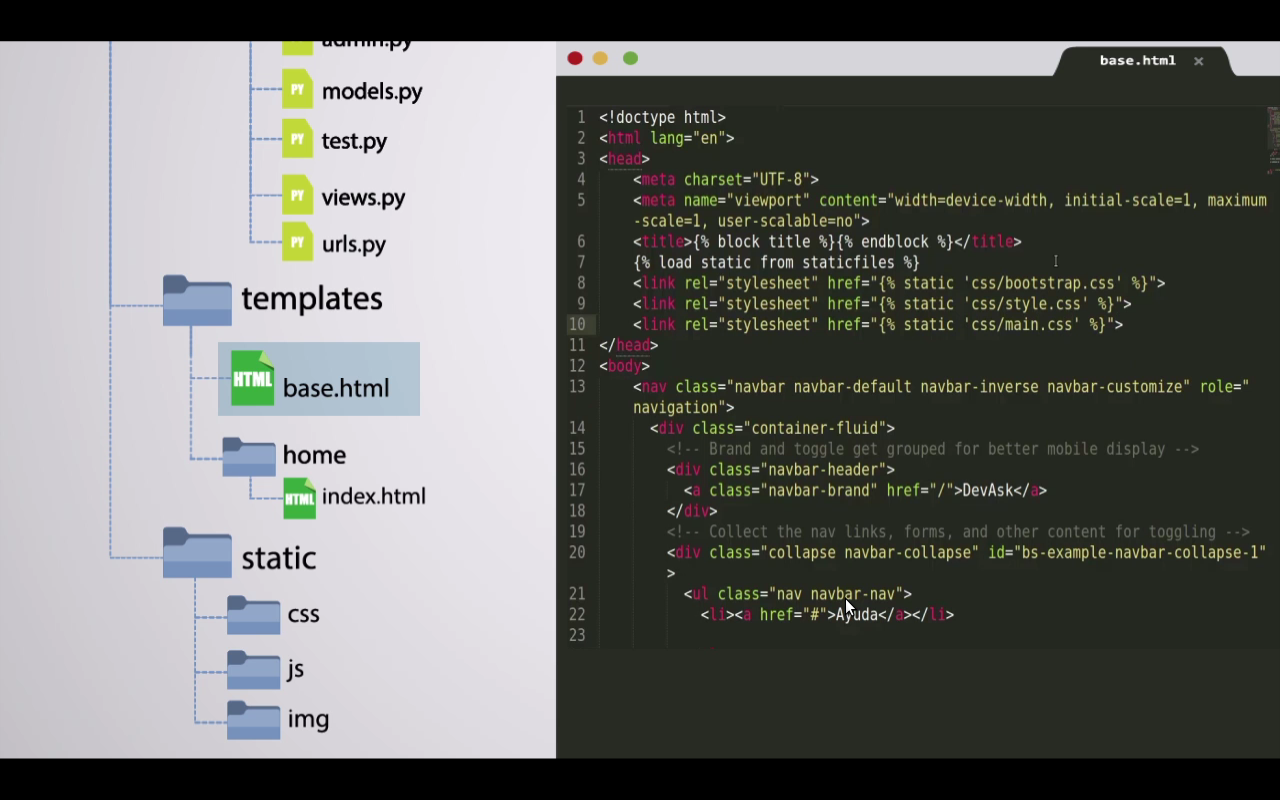 admin.py
PY
models.py
PY
test.py
PY
views.py
PY
urls.py
templates
HTML
base.html
home
HTML
index.html
static
css
js
img
base.html ×
1 <!doctype html>
2 <html lang="en">
3 <head>
4 <meta charset="UTF-8">
5 <meta name="viewport" content="width=device-width, initial-scale=1, maximum
-scale=1, user-scalable=no">
6 <title>{% block title %}{% endblock %}</title>
7 {% load static from staticfiles %}
8 <link rel="stylesheet" href="{% static 'css/bootstrap.css' %}">
9 <link rel="stylesheet" href="{% static 'css/style.css' %}">
10 <link rel="stylesheet" href="{% static 'css/main.css' %}">
11 </head>
12 <body>
13 <nav class="navbar navbar-default navbar-inverse navbar-customize" role="
navigation">
14 <div class="container-fluid">
15 <!-- Brand and toggle get grouped for better mobile display -->
16 <div class="navbar-header">
17 <a class="navbar-brand" href="/">DevAsk</a>
18 </div>
19 <!-- Collect the nav links, forms, and other content for toggling -->
20 <div class="collapse navbar-collapse" id="bs-example-navbar-collapse-1"
>
21 <ul class="nav navbar-nav">
22 <li><a href="#">Ayuda</a></li>
23